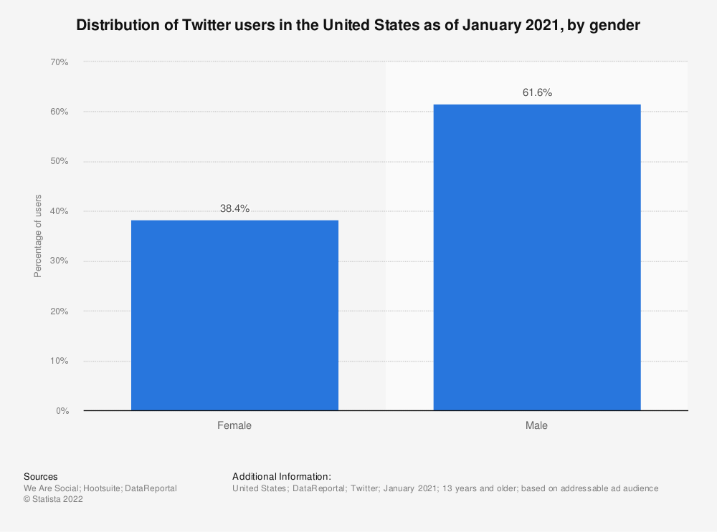 Distribution of Twitter users in the United States as of January 2021, by gender
70%
60%
50%
40%
30%
20%
10%
0%
Percentage of users
38.4%
61.6%
Female
Male
Sources
We Are Social; Hootsuite; DataReportal
© Statista 2022
Additional Information:
United States; DataReportal; Twitter; January 2021; 13 years and older; based on addressable ad audience